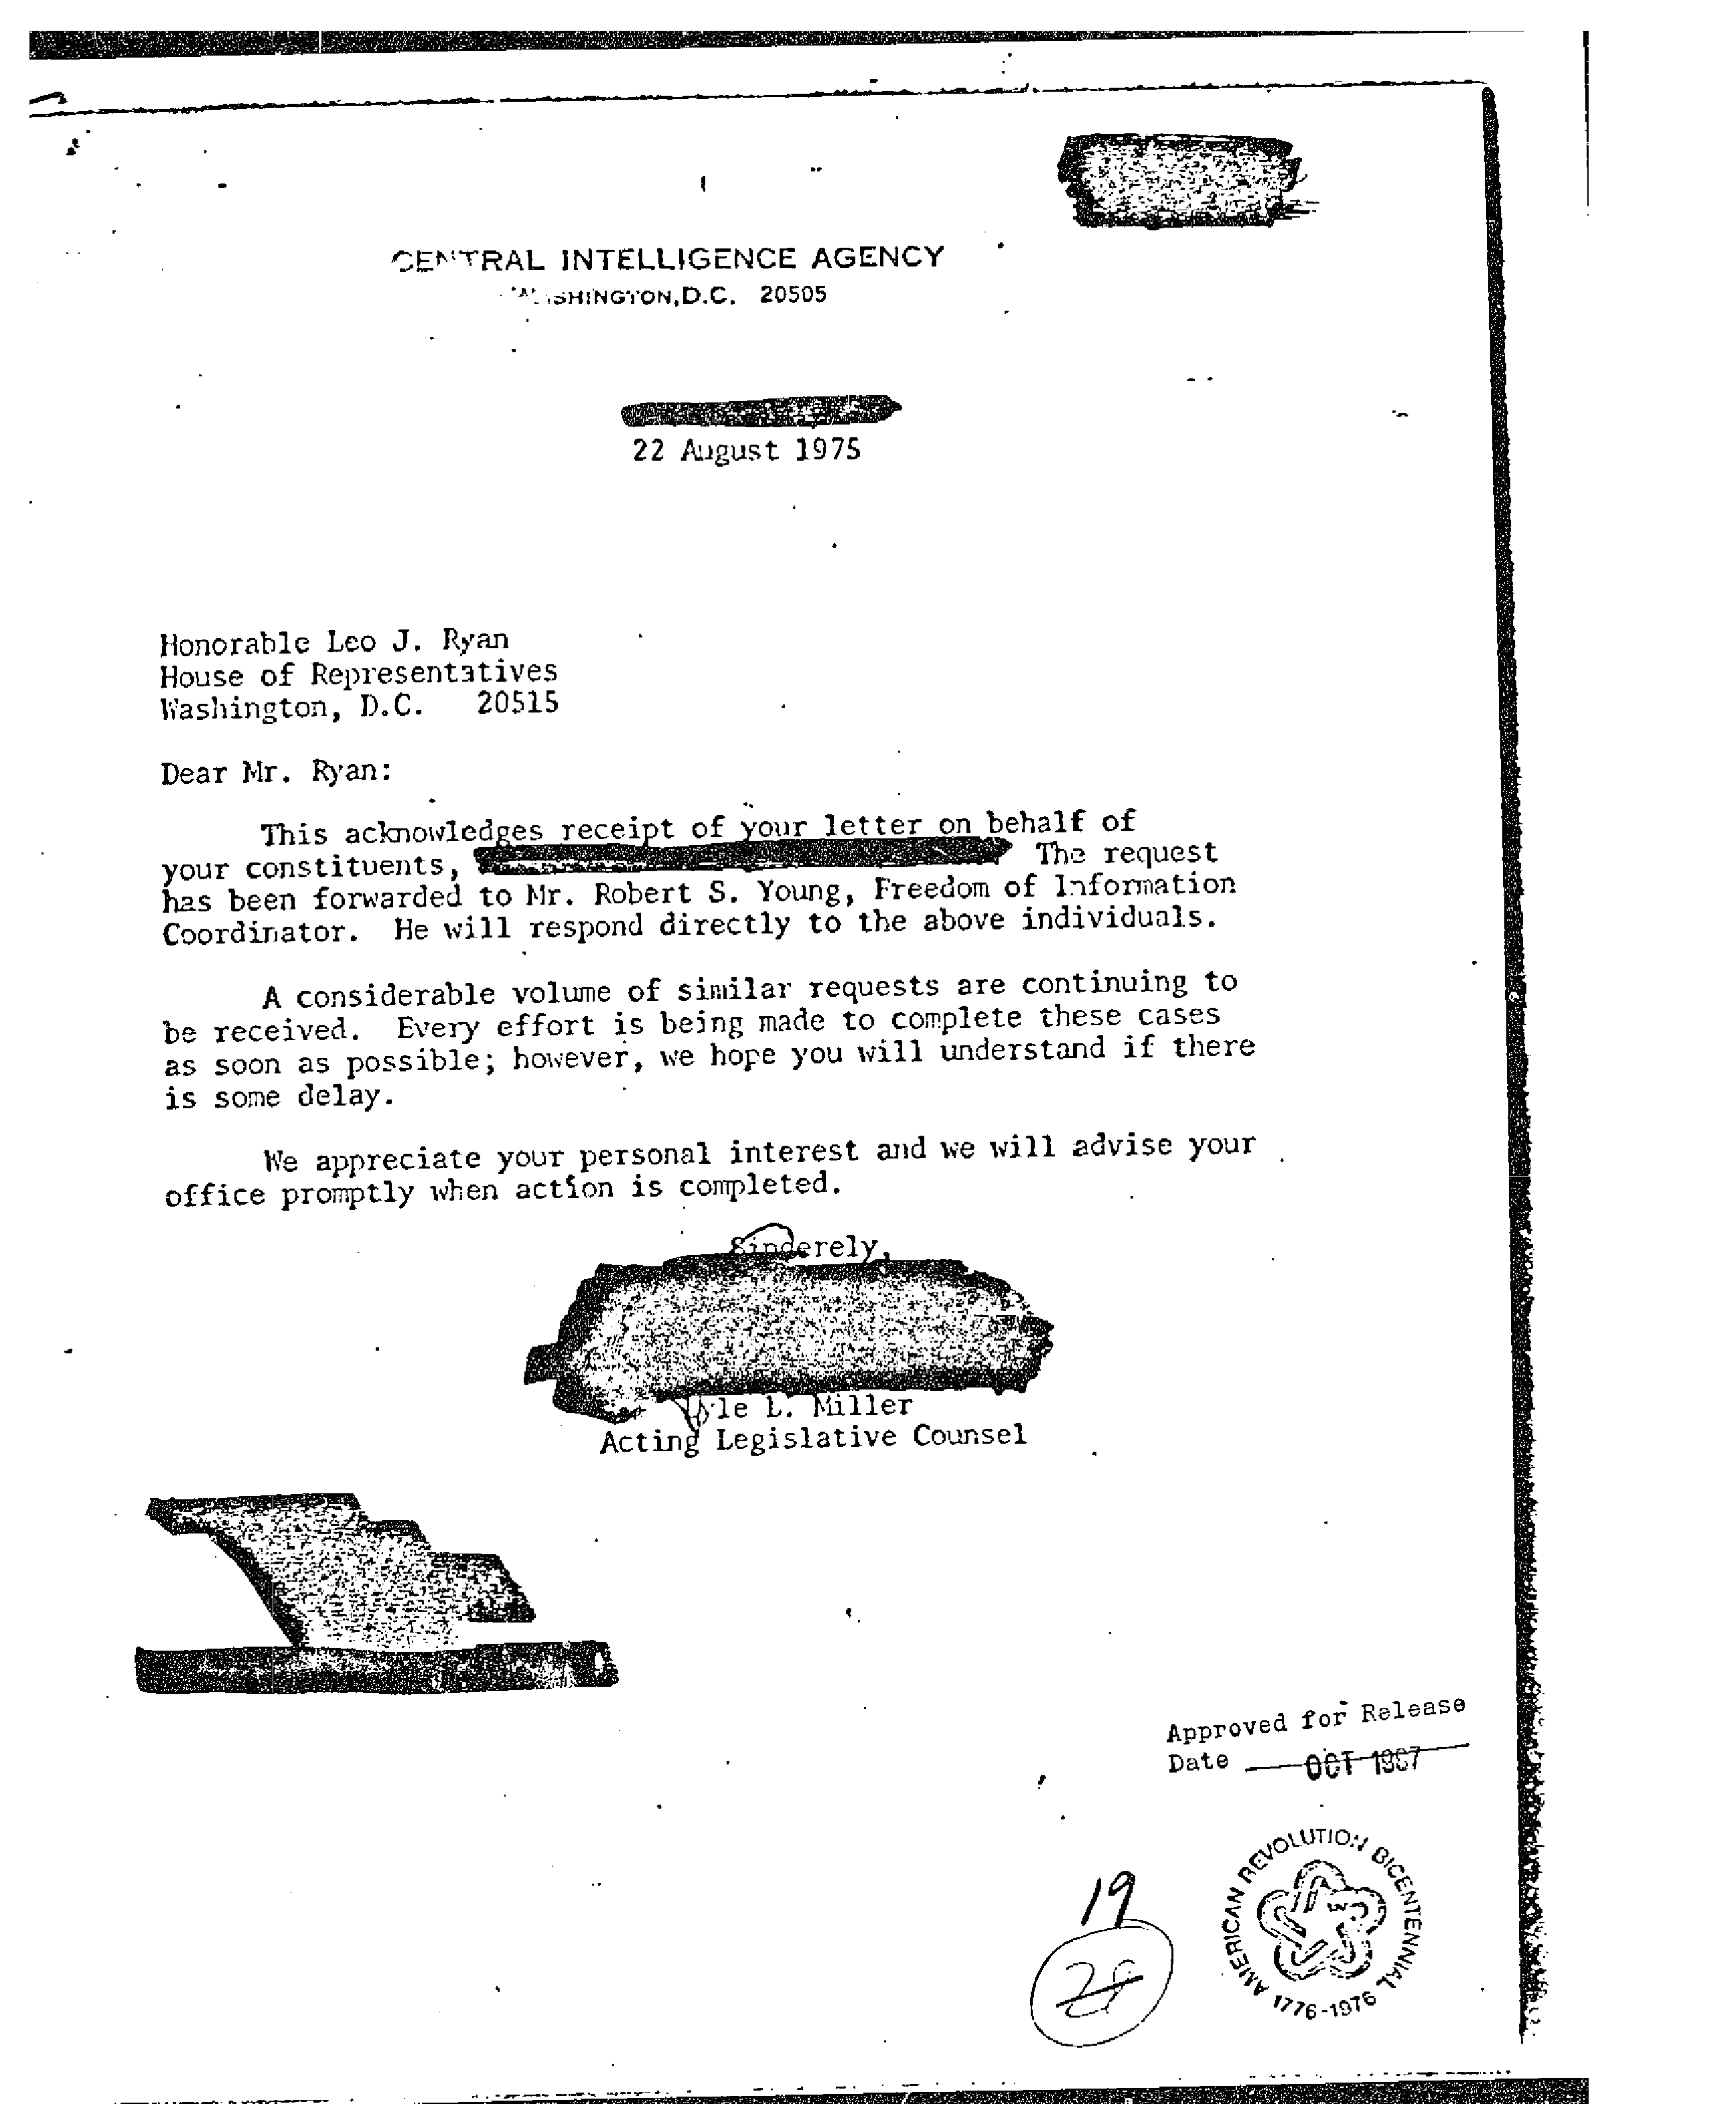 CENTRAL INTELLIGENCE AGENCY
WASHINGTON, D.C. 20505
22 August 1975
Honorable Leo J. Ryan
House of Representatives
Washington, D.C. 20515
Dear Mr. Ryan:
This acknowledges receipt of your letter on behalf of
your constituents, The request
has been forwarded to Mr. Robert S. Young, Freedom of Information
Coordinator. He will respond directly to the above individuals.
A considerable volume of similar requests are continuing to
be received. Every effort is being made to complete these cases
as soon as possible; however, we hope you will understand if there
is some delay.
We appreciate your personal interest and we will advise your
office promptly when action is completed.
Sincerely,
Lyle L. Miller
Acting Legislative Counsel
Approved for Release
Date OCT 1987
19
AMERICAN REVOLUTION BICENTENNIAL
1776-1976